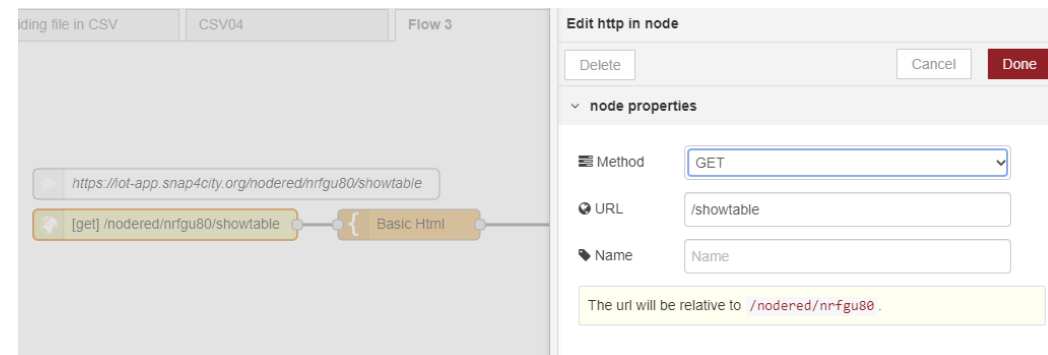 iding file in CSV
CSV04
Flow 3
https://iot-app.snap4city.org/nodered/nrfgu80/showtable
[get] /nodered/nrfgu80/showtable
Basic Html
Edit http in node
Delete
Cancel
Done
node properties
Method
GET
URL
/showtable
Name
Name
The url will be relative to /nodered/nrfgu80.